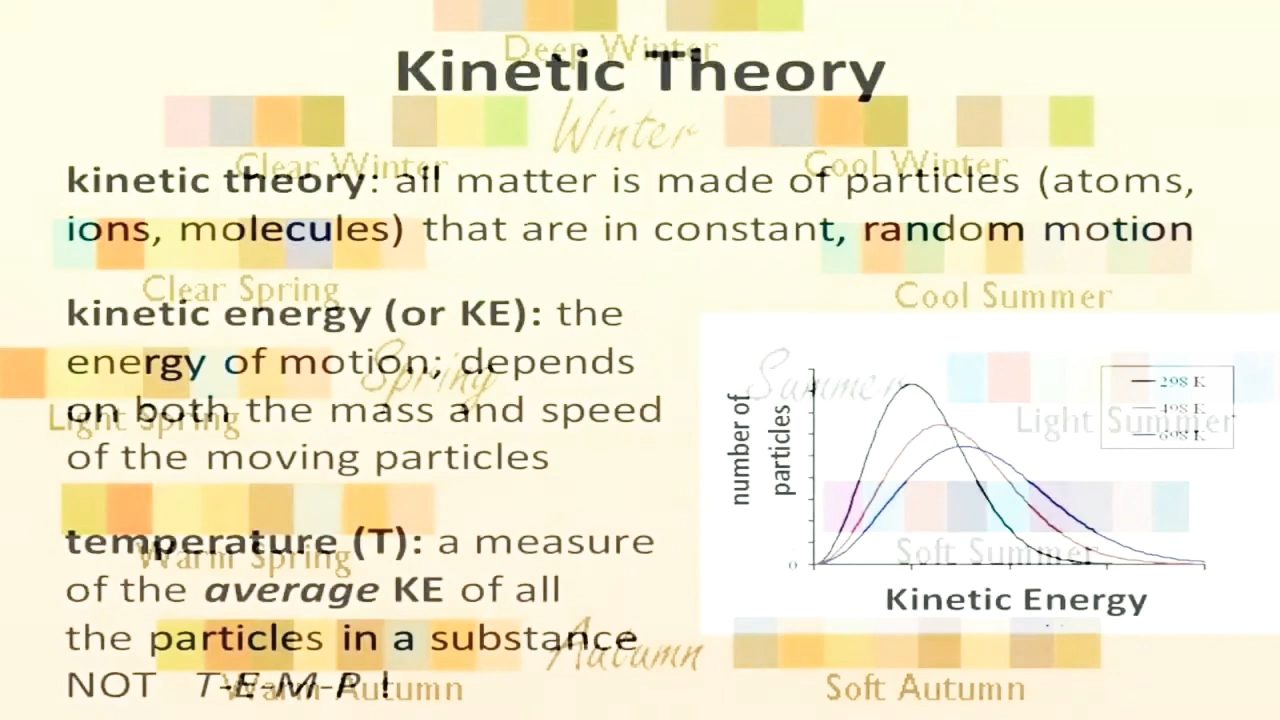 Deep Winter
Kinetic Theory
Winter
Clear Winter
Cool Winter
kinetic theory: all matter is made of particles (atoms,
ions, molecules) that are in constant, random motion
Clear Spring
Cool Summer
kinetic energy (or KE): the
energy of motion; depends
on both the mass and speed
of the moving particles
Spring
Light Spring
Summer
Light Summer
number of
particles
298 K
498 K
698 K
0
Soft Summer
Kinetic Energy
temperature (T): a measure
of the average KE of all
the particles in a substance
NOT T-E-M-P !
Warm Spring
Autumn
Warm Autumn
Soft Autumn